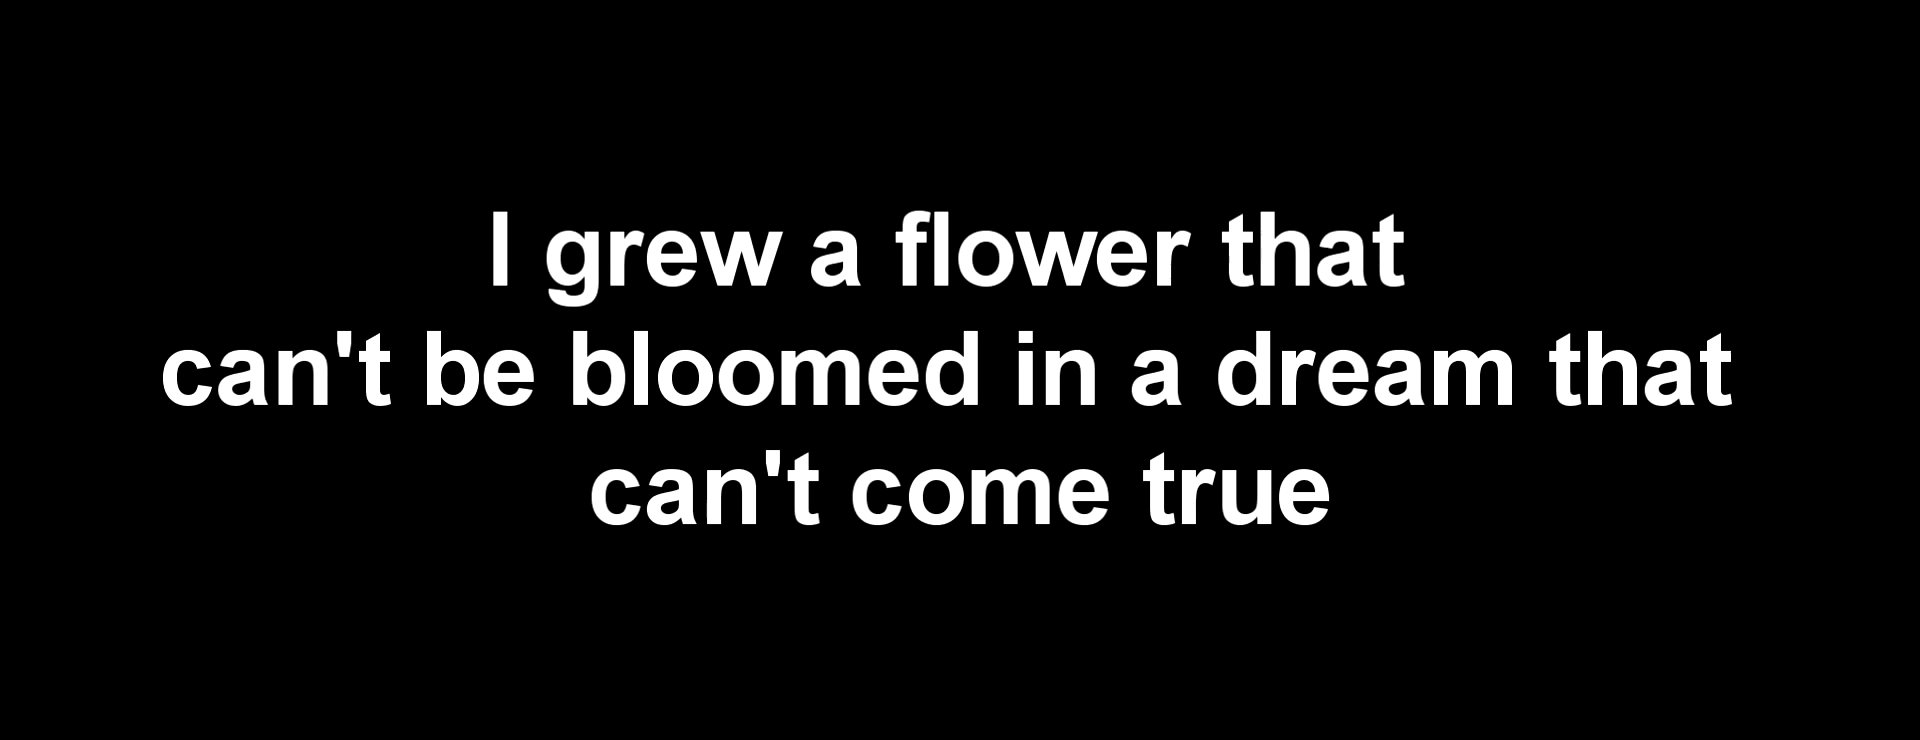 I grew a flower that
can't be bloomed in a dream that
can't come true